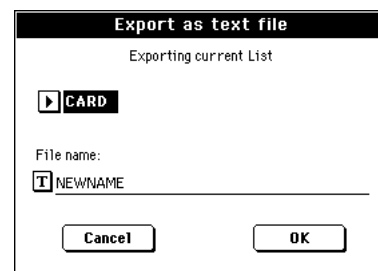 Export as text file
Exporting current List
CARD
File name:
T NEWNAME
Cancel OK